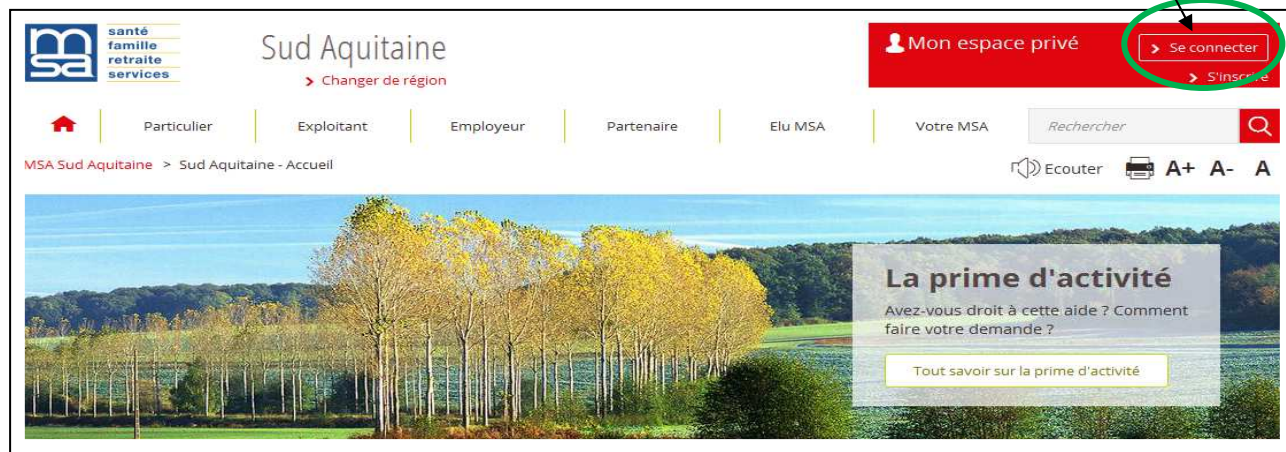 msa
santé
famille
retraite
services
Sud Aquitaine
> Changer de région
Mon espace privé
> Se connecter
> S'inscrire
Particulier
Exploitant
Employeur
Partenaire
Elu MSA
Votre MSA
Rechercher
MSA Sud Aquitaine > Sud Aquitaine - Accueil
Ecouter
A+ A- A
La prime d'activité
Avez-vous droit à cette aide ? Comment
faire votre demande ?
Tout savoir sur la prime d'activité